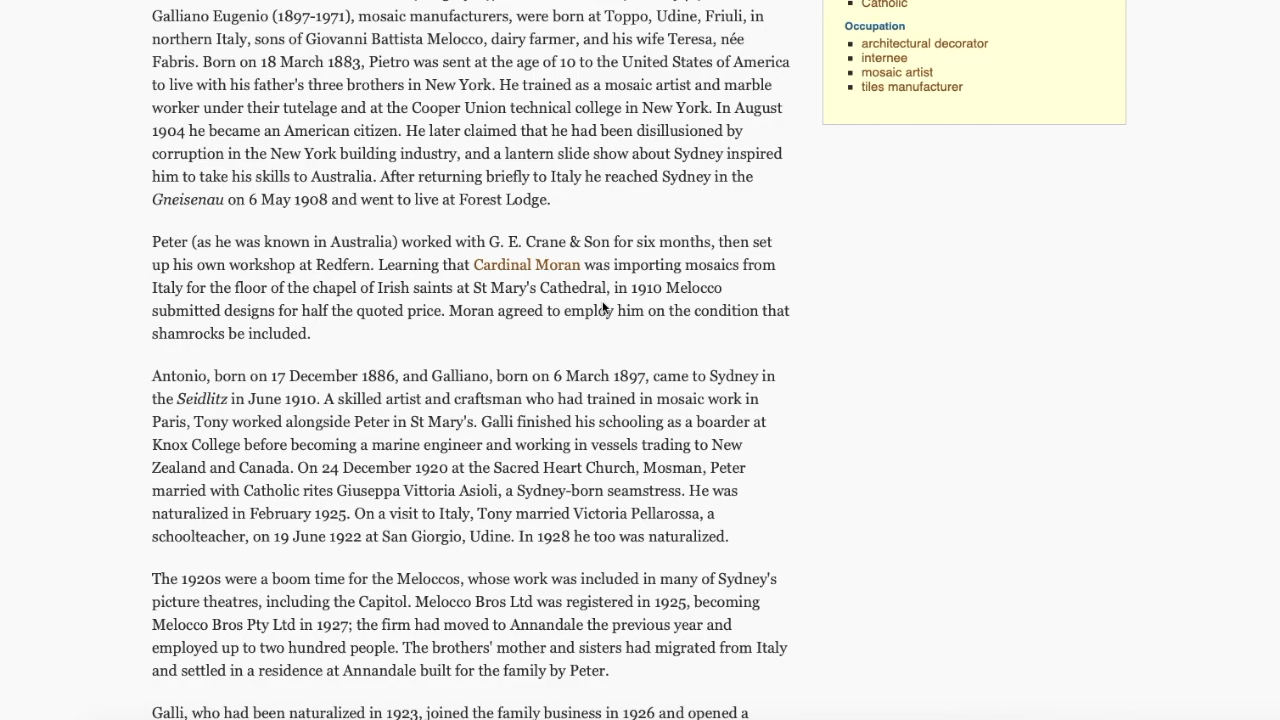 Galliano Eugenio (1897-1971), mosaic manufacturers, were born at Toppo, Udine, Friuli, in
northern Italy, sons of Giovanni Battista Melocco, dairy farmer, and his wife Teresa, née
Fabris. Born on 18 March 1883, Pietro was sent at the age of 10 to the United States of America
to live with his father's three brothers in New York. He trained as a mosaic artist and marble
worker under their tutelage and at the Cooper Union technical college in New York. In August
1904 he became an American citizen. He later claimed that he had been disillusioned by
corruption in the New York building industry, and a lantern slide show about Sydney inspired
him to take his skills to Australia. After returning briefly to Italy he reached Sydney in the
Gneisenau on 6 May 1908 and went to live at Forest Lodge.
Peter (as he was known in Australia) worked with G. E. Crane & Son for six months, then set
up his own workshop at Redfern. Learning that Cardinal Moran was importing mosaics from
Italy for the floor of the chapel of Irish saints at St Mary's Cathedral, in 1910 Melocco
submitted designs for half the quoted price. Moran agreed to employ him on the condition that
shamrocks be included.
Antonio, born on 17 December 1886, and Galliano, born on 6 March 1897, came to Sydney in
the Seidlitz in June 1910. A skilled artist and craftsman who had trained in mosaic work in
Paris, Tony worked alongside Peter in St Mary's. Galli finished his schooling as a boarder at
Knox College before becoming a marine engineer and working in vessels trading to New
Zealand and Canada. On 24 December 1920 at the Sacred Heart Church, Mosman, Peter
married with Catholic rites Giuseppa Vittoria Asioli, a Sydney-born seamstress. He was
naturalized in February 1925. On a visit to Italy, Tony married Victoria Pellarossa, a
schoolteacher, on 19 June 1922 at San Giorgio, Udine. In 1928 he too was naturalized.
The 1920s were a boom time for the Meloccos, whose work was included in many of Sydney's
picture theatres, including the Capitol. Melocco Bros Ltd was registered in 1925, becoming
Melocco Bros Pty Ltd in 1927; the firm had moved to Annandale the previous year and
employed up to two hundred people. The brothers' mother and sisters had migrated from Italy
and settled in a residence at Annandale built for the family by Peter.
Galli, who had been naturalized in 1923, joined the family business in 1926 and opened a
Catholic
Occupation
architectural decorator
internee
mosaic artist
tiles manufacturer